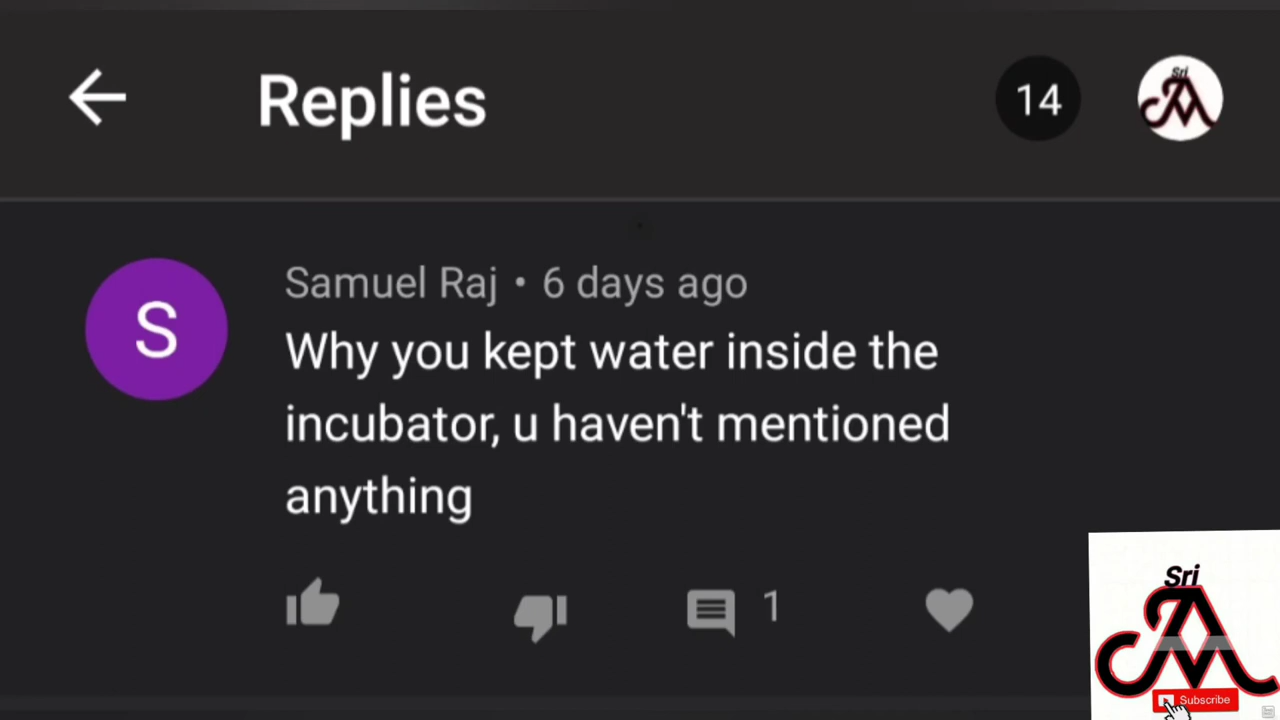 Replies
14
Sri
S
Samuel Raj • 6 days ago
Why you kept water inside the
incubator, u haven't mentioned
anything
1
Sri
Subscribe